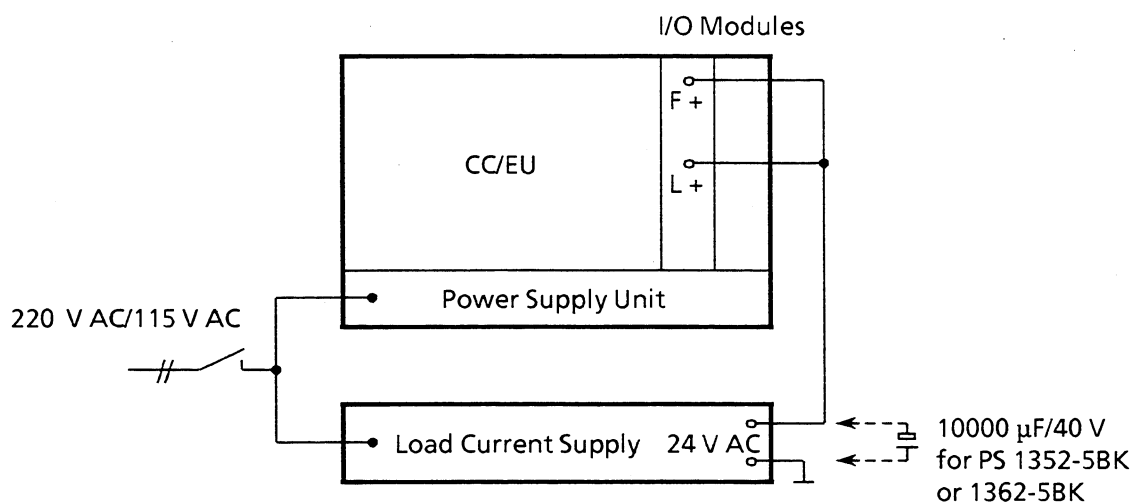 I/O Modules
F +
CC/EU
L +
Power Supply Unit
220 V AC/115 V AC
Load Current Supply
24 V AC
10000 µF/40 V
for PS 1352-5BK
or 1362-5BK